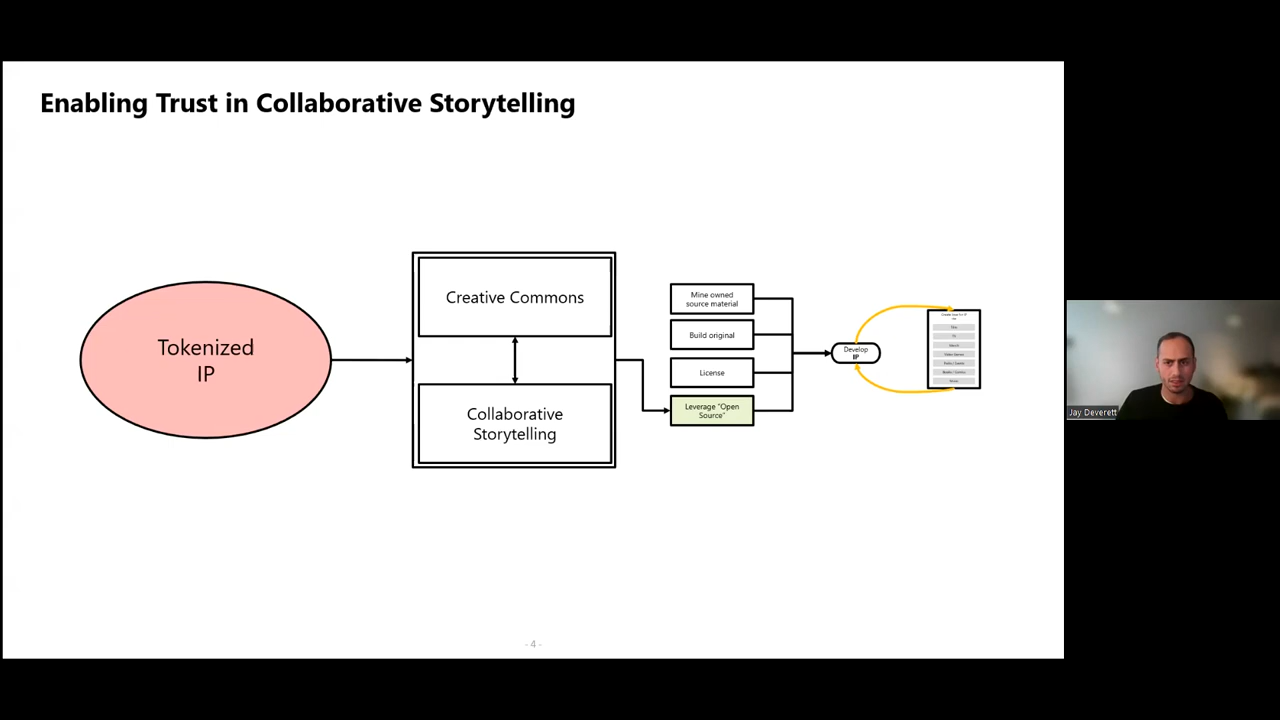 Enabling Trust in Collaborative Storytelling
Tokenized
IP
Creative Commons
Collaborative
Storytelling
Mine owned
source material
Build original
License
Leverage "Open
Source"
Develop
IP
Jay Deverett
- 4 -